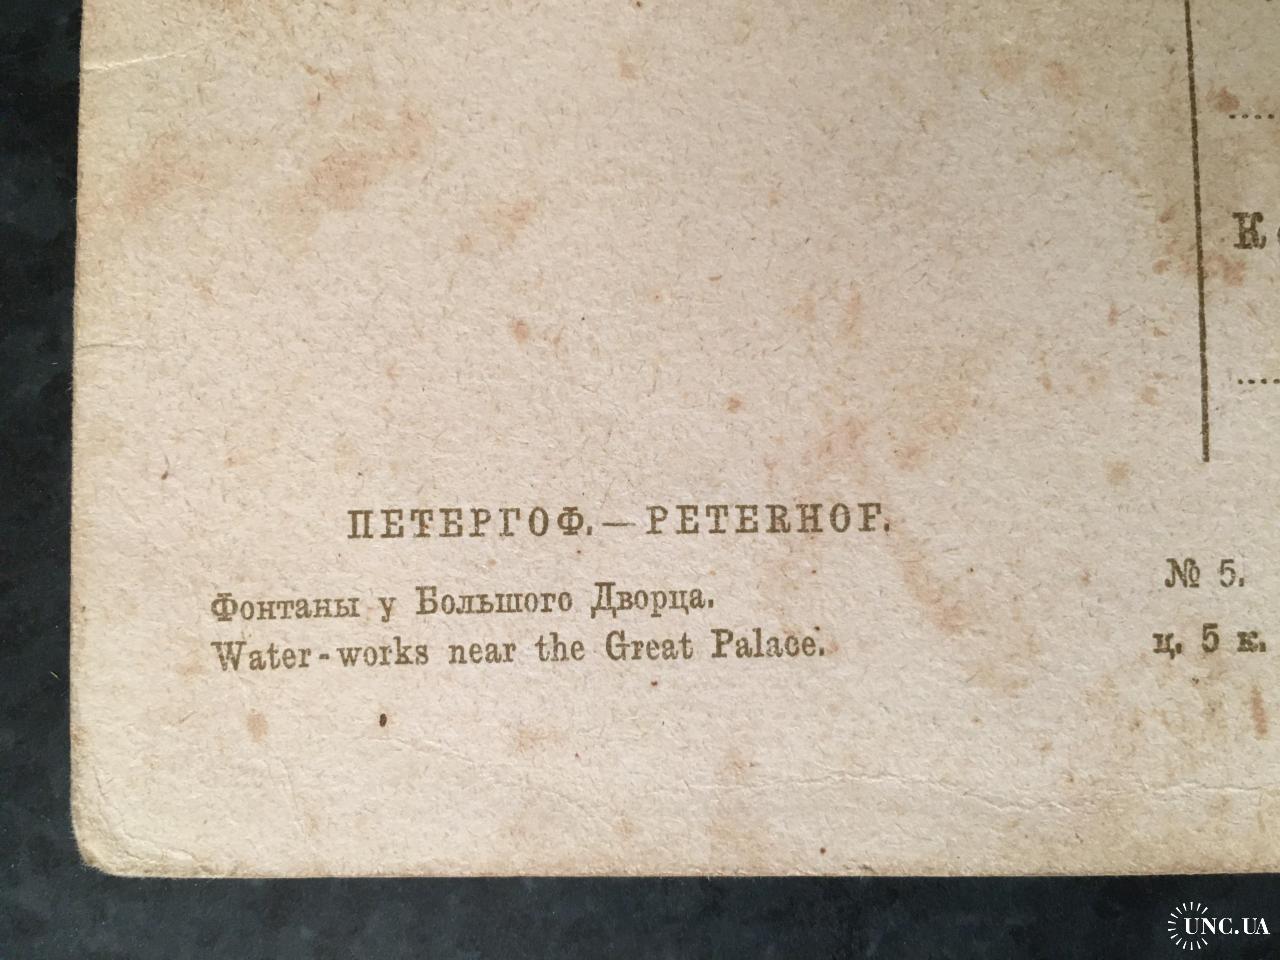 ПЕТЕРГОФ.—PETERHOF.
Фонтаны у Большого Дворца.
Water-works near the Great Palace.
№ 5.
ц. 5 к.
UNC.UA